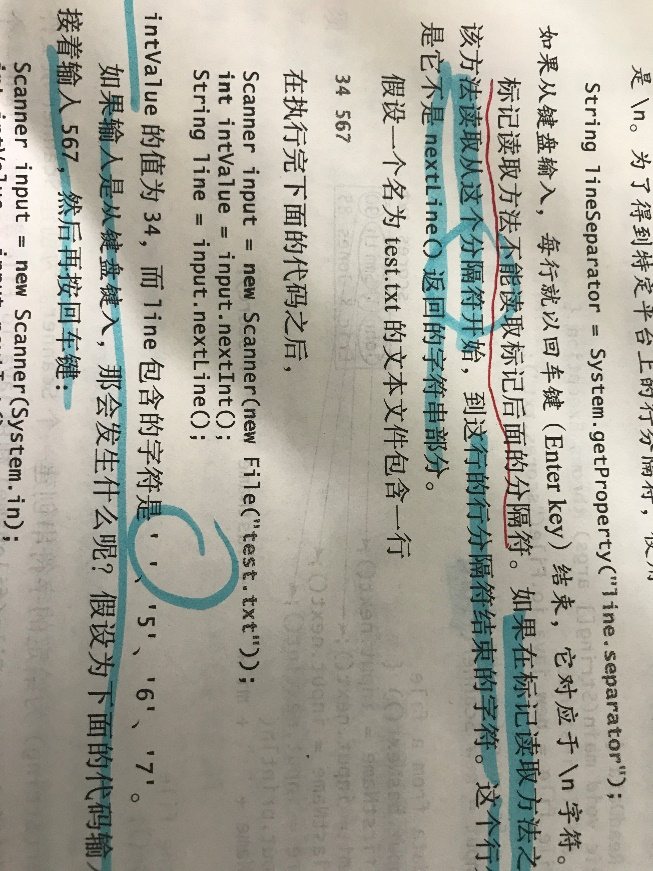 是 \n。为了得到特定平台上的行分隔符，使用
String lineSeparator = System.getProperty("line.separator");
如果从键盘输入，每行就以回车键（Enter key）结束，它对应于 \n 字符。
标记读取方法不能读取标记后面的分隔符。如果在标记读取方法之
该方法读取从这个分隔符开始，到这行的行分隔符结束的字符。这个行
是它不是 nextLine() 返回的字符串部分。
假设一个名为 test.txt 的文本文件包含一行
34 567
在执行完下面的代码之后，
Scanner input = new Scanner(new File("test.txt"));
int intValue = input.nextInt();
String line = input.nextLine();
intValue 的值为 34，而 line 包含的字符是 ' '、'5'、'6'、'7'。
如果输入是从键盘键入，那会发生什么呢？假设为下面的代码输
接着输入 567，然后再按回车键：
Scanner input = new Scanner(System.in);